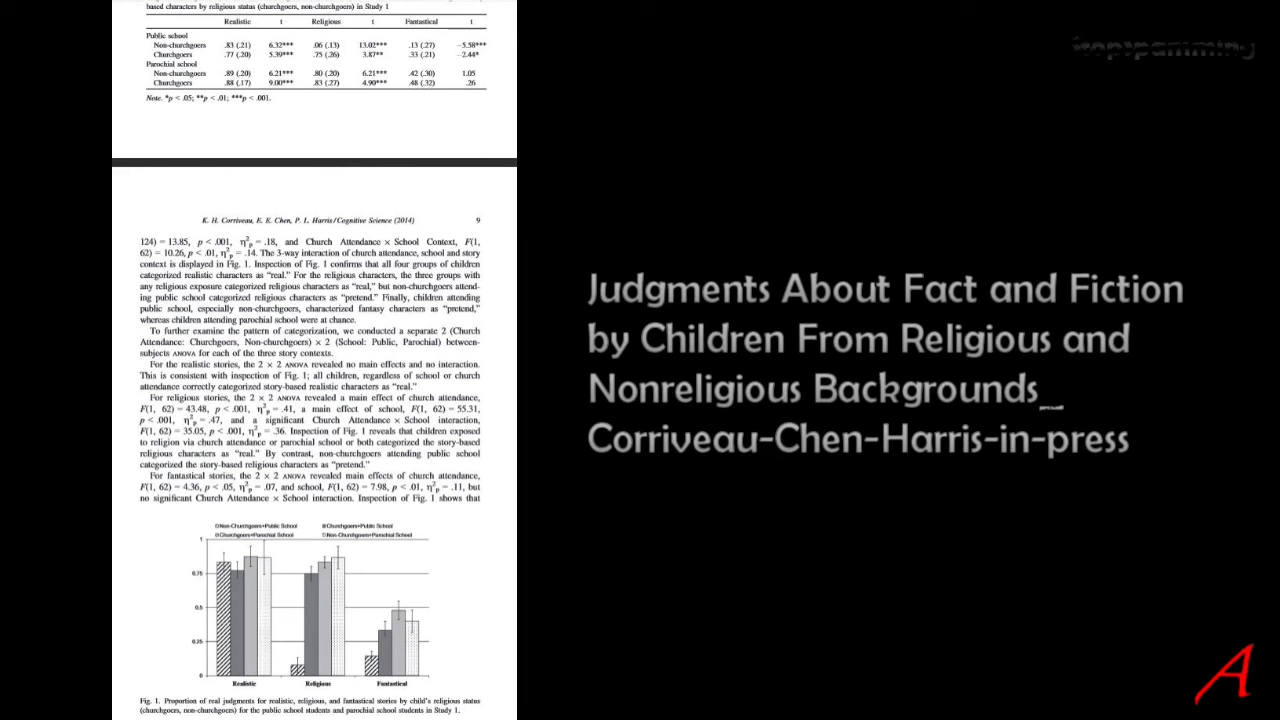 based characters by religious status (churchgoers, non-churchgoers) in Study 1
Realistic t Religious t Fantastical t
Public school
Non-churchgoers .83 (.21) 6.32*** .06 (.13) 13.02*** .13 (.27) −5.58***
Churchgoers .77 (.20) 5.39*** .75 (.26) 3.87** .33 (.21) −2.44*
Parochial school
Non-churchgoers .89 (.20) 6.21*** .80 (.20) 6.21*** .42 (.30) 1.05
Churchgoers .88 (.17) 9.00*** .83 (.27) 4.90*** .48 (.32) .26
Note. *p < .05; **p < .01; ***p < .001.
K. H. Corriveau, E. E. Chen, P. L. Harris/Cognitive Science (2014) 9
124) = 13.85, p < .001, η²p = .18, and Church Attendance × School Context, F(1,
62) = 10.26, p < .01, η²p = .14. The 3-way interaction of church attendance, school and story
context is displayed in Fig. 1. Inspection of Fig. 1 confirms that all four groups of children
categorized realistic characters as “real.” For the religious characters, the three groups with
any religious exposure categorized religious characters as “real,” but non-churchgoers attend-
ing public school categorized religious characters as “pretend.” Finally, children attending
public school, especially non-churchgoers, characterized fantasy characters as “pretend,”
whereas children attending parochial school were at chance.
To further examine the pattern of categorization, we conducted a separate 2 (Church
Attendance: Churchgoers, Non-churchgoers) × 2 (School: Public, Parochial) between-
subjects ANOVA for each of the three story contexts.
For the realistic stories, the 2 × 2 ANOVA revealed no main effects and no interaction.
This is consistent with inspection of Fig. 1; all children, regardless of school or church
attendance correctly categorized story-based realistic characters as “real.”
For religious stories, the 2 × 2 ANOVA revealed a main effect of church attendance,
F(1, 62) = 43.48, p < .001, η²p = .41, a main effect of school, F(1, 62) = 55.31,
p < .001, η²p = .47, and a significant Church Attendance × School interaction,
F(1, 62) = 35.05, p < .001, η²p = .36. Inspection of Fig. 1 reveals that children exposed
to religion via church attendance or parochial school or both categorized the story-based
religious characters as “real.” By contrast, non-churchgoers attending public school
categorized the story-based religious characters as “pretend.”
For fantastical stories, the 2 × 2 ANOVA revealed main effects of church attendance,
F(1, 62) = 4.36, p < .05, η²p = .07, and school, F(1, 62) = 7.98, p < .01, η²p = .11, but
no significant Church Attendance × School interaction. Inspection of Fig. 1 shows that
Non-Churchgoers+Public School Churchgoers+Public School
Churchgoers+Parochial School Non-Churchgoers+Parochial School
1
0.75
0.5
0.25
0
Realistic Religious Fantastical
Fig. 1. Proportion of real judgments for realistic, religious, and fantastical stories by child's religious status
(churchgoers, non-churchgoers) for the public school students and parochial school students in Study 1.
Judgments About Fact and Fiction
by Children From Religious and
Nonreligious Backgrounds_
Corriveau-Chen-Harris-in-press
A